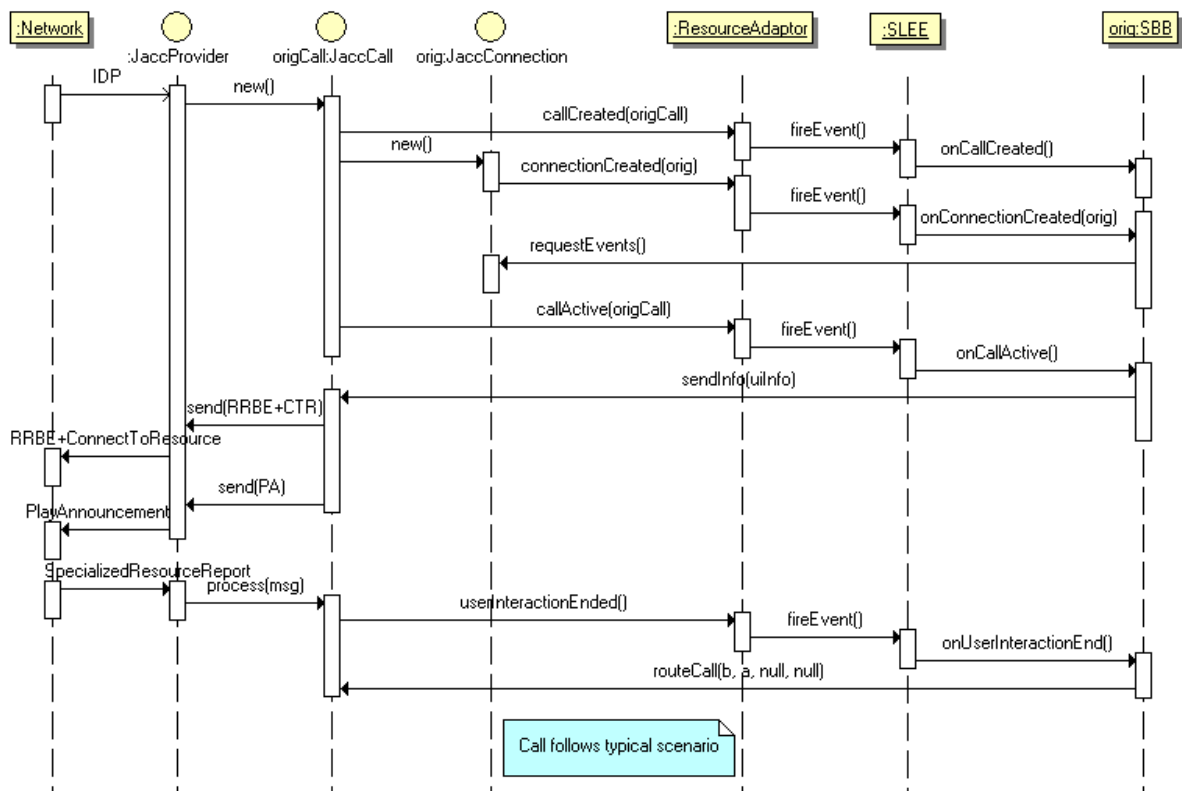 :Network
:JaccProvider
origCall:JaccCall
orig:JaccConnection
:ResourceAdaptor
:SLEE
orig:SBB
IDP
new()
callCreated(origCall)
fireEvent()
new()
onCallCreated()
connectionCreated(orig)
fireEvent()
onConnectionCreated(orig)
requestEvents()
callActive(origCall)
fireEvent()
onCallActive()
sendInfo(uiInfo)
send(RRBE+CTR)
RRBE+ConnectToResource
send(PA)
PlayAnnouncement
SpecializedResourceReport
process(msg)
userInteractionEnded()
fireEvent()
onUserInteractionEnd()
routeCall(b, a, null, null)
Call follows typical scenario